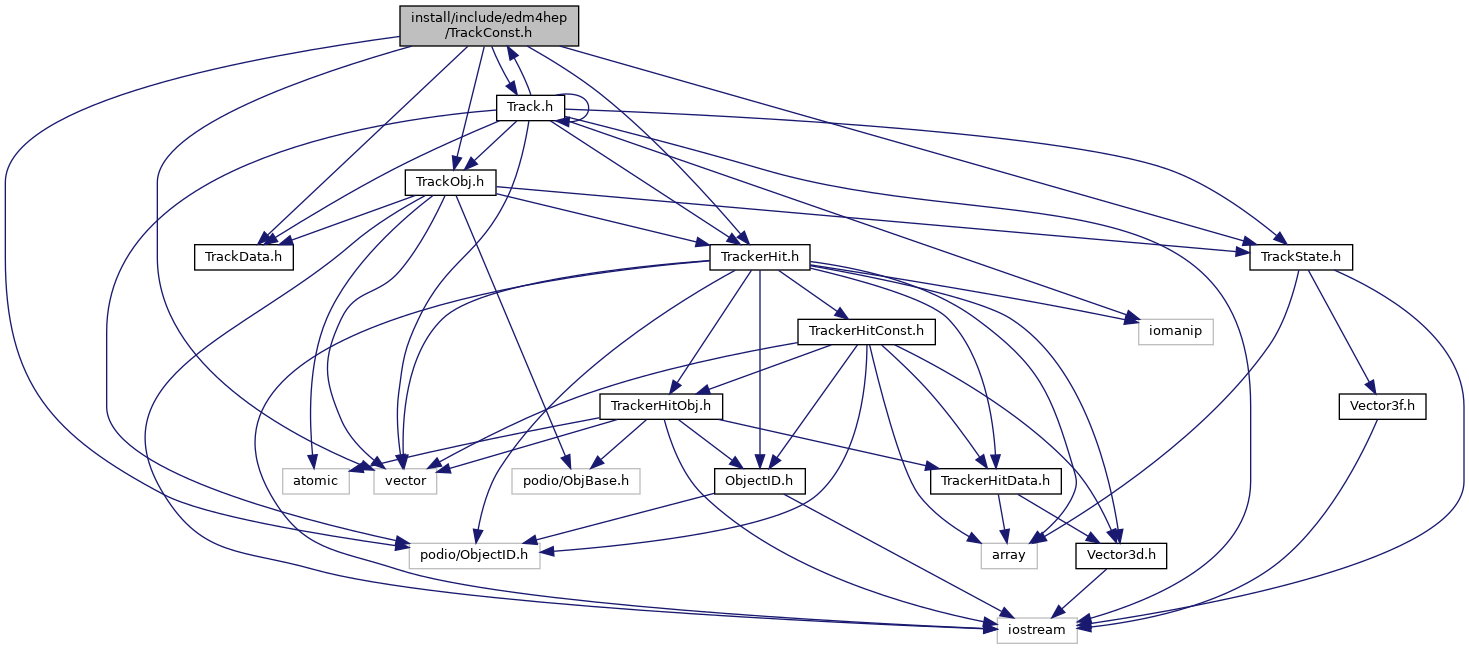 install/include/edm4hep
/TrackConst.h
Track.h
TrackObj.h
TrackData.h
TrackerHit.h
TrackState.h
TrackerHitConst.h
iomanip
TrackerHitObj.h
Vector3f.h
atomic
vector
podio/ObjBase.h
ObjectID.h
TrackerHitData.h
podio/ObjectID.h
array
Vector3d.h
iostream